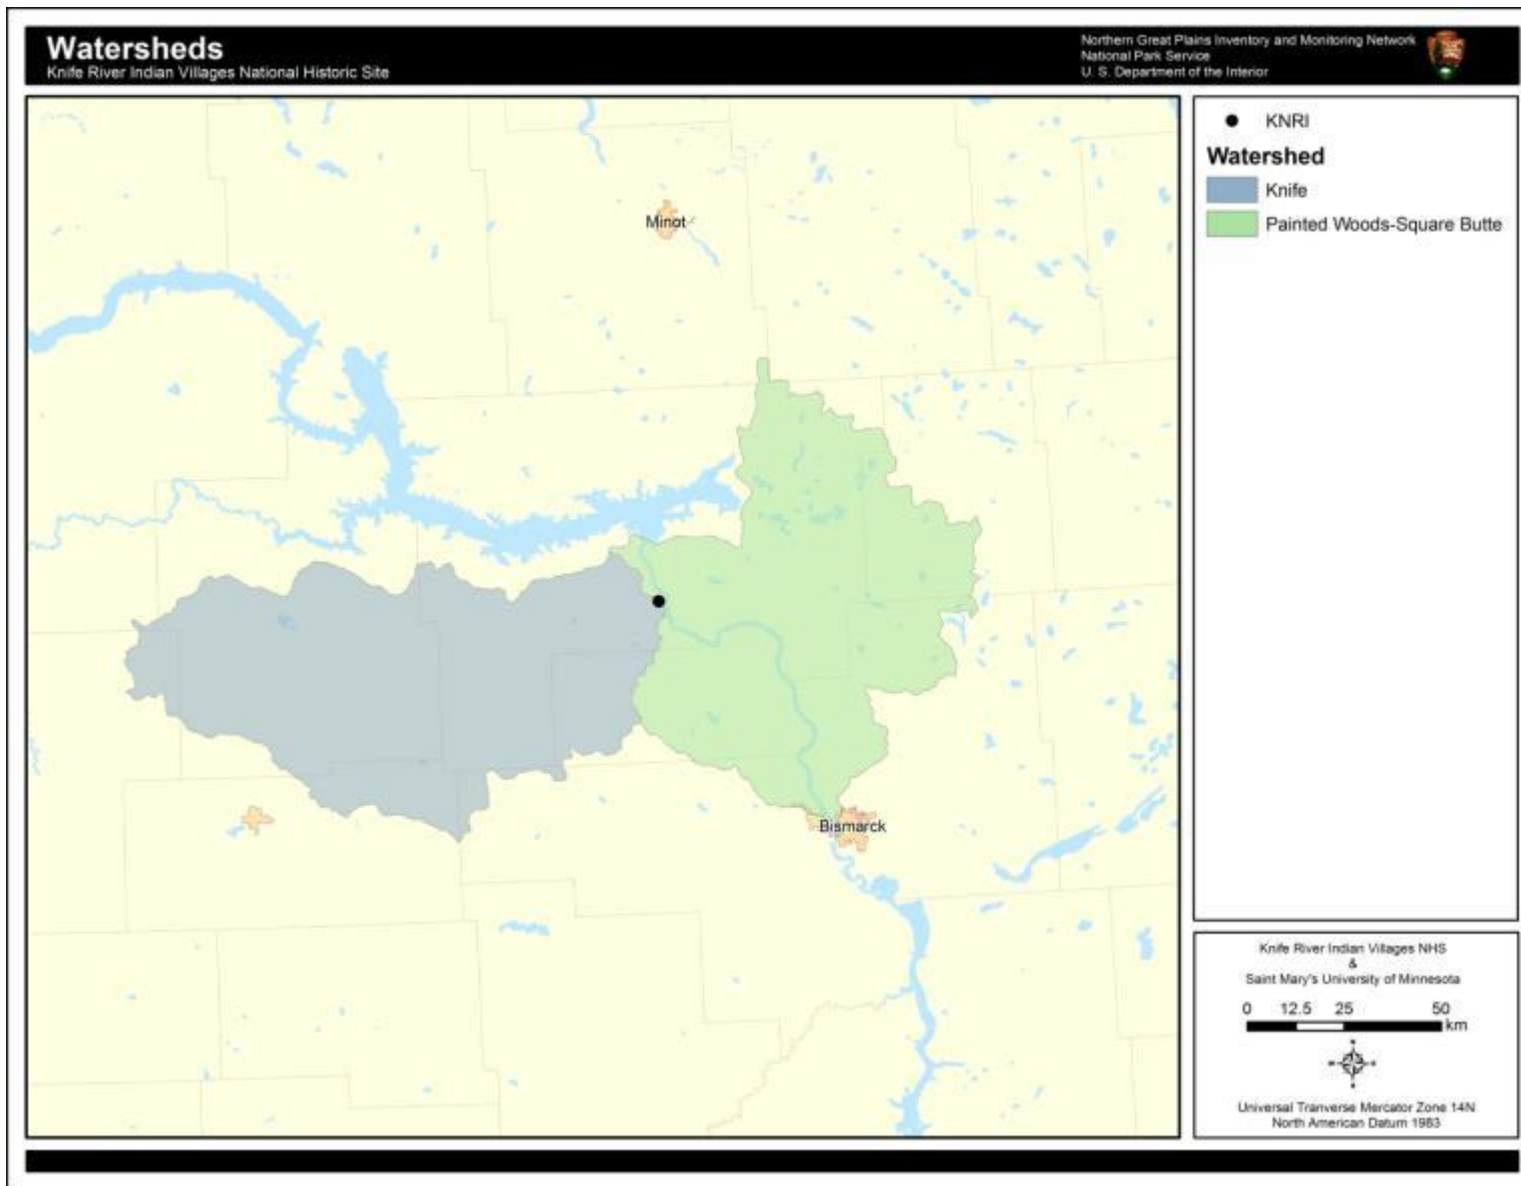 Watersheds
Knife River Indian Villages National Historic Site
Northern Great Plains Inventory and Monitoring Network
National Park Service
U. S. Department of the Interior
KNRI
Watershed
Knife
Painted Woods-Square Butte
Minot
Bismarck
Knife River Indian Villages NHS
&
Saint Mary's University of Minnesota
0 12.5 25 50
km
Universal Tranverse Mercator Zone 14N
North American Datum 1983